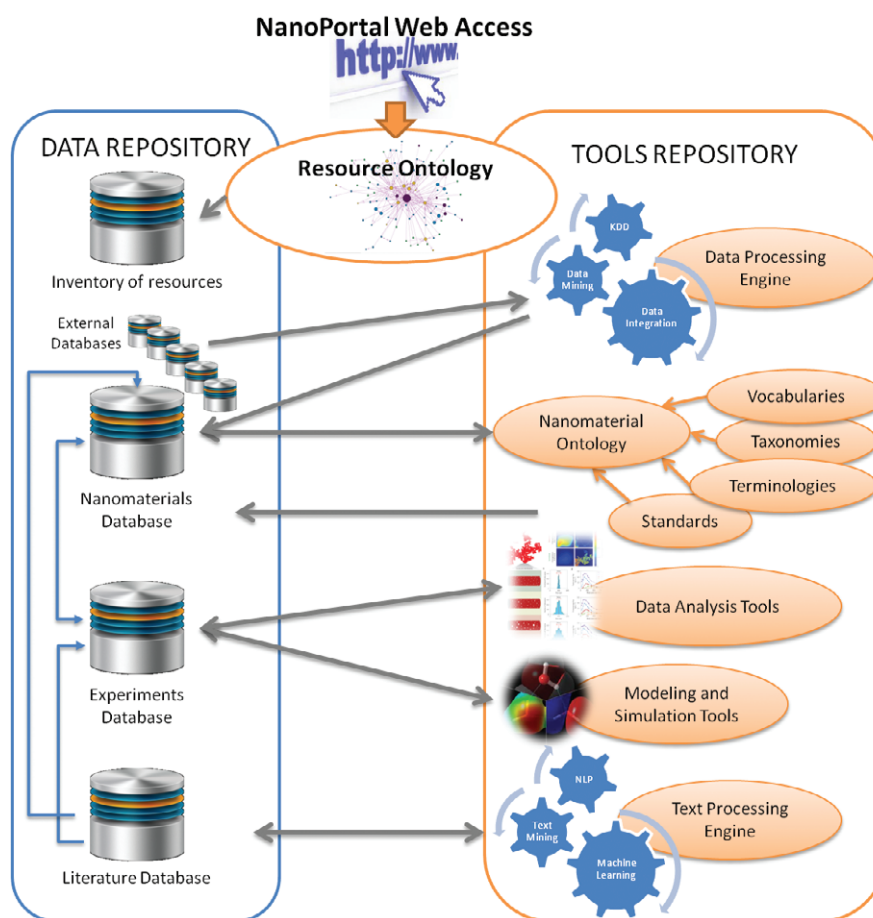 NanoPortal Web Access
http://www.
DATA REPOSITORY
Resource Ontology
TOOLS REPOSITORY
Inventory of resources
External
Databases
Nanomaterials
Database
Experiments
Database
Literature Database
KDD
Data
Mining
Data
Integration
Data Processing
Engine
Nanomaterial
Ontology
Vocabularies
Taxonomies
Terminologies
Standards
Data Analysis Tools
Modeling and
Simulation Tools
NLP
Text
Mining
Machine
Learning
Text Processing
Engine